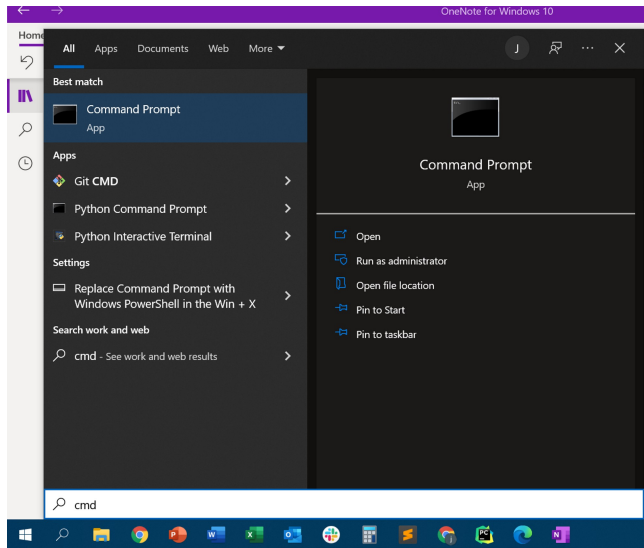 OneNote for Windows 10
Home
All Apps Documents Web More
J
Best match
Command Prompt
App
Apps
Git CMD
Python Command Prompt
Python Interactive Terminal
Settings
Replace Command Prompt with
Windows PowerShell in the Win + X
Search work and web
cmd - See work and web results
Command Prompt
App
Open
Run as administrator
Open file location
Pin to Start
Pin to taskbar
cmd